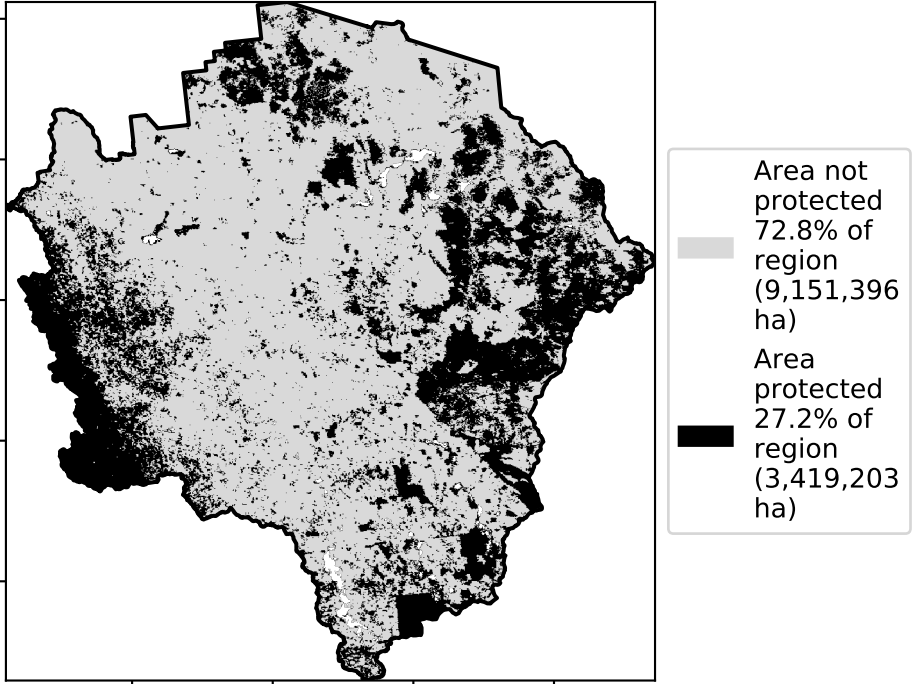 Area not
protected
72.8% of
region
(9,151,396
ha)
Area
protected
27.2% of
region
(3,419,203
ha)